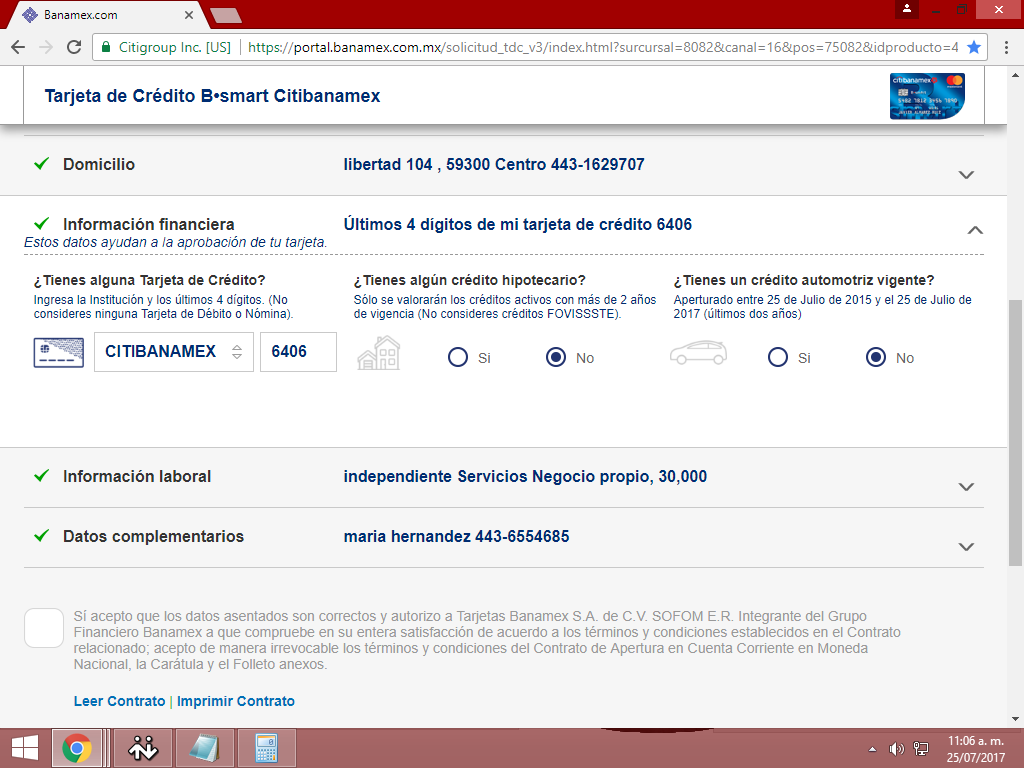 Banamex.com
Citigroup Inc. [US] https://portal.banamex.com.mx/solicitud_tdc_v3/index.html?surcursal=8082&canal=16&pos=75082&idproducto=4
Tarjeta de Crédito B•smart Citibanamex
citibanamex
Domicilio
libertad 104 , 59300 Centro 443-1629707
Información financiera
Últimos 4 dígitos de mi tarjeta de crédito 6406
Estos datos ayudan a la aprobación de tu tarjeta.
¿Tienes alguna Tarjeta de Crédito?
Ingresa la Institución y los últimos 4 dígitos. (No
consideres ninguna Tarjeta de Débito o Nómina).
CITIBANAMEX
6406
¿Tienes algún crédito hipotecario?
Sólo se valorarán los créditos activos con más de 2 años
de vigencia (No consideres créditos FOVISSSTE).
Si
No
¿Tienes un crédito automotriz vigente?
Aperturado entre 25 de Julio de 2015 y el 25 de Julio de
2017 (últimos dos años)
Si
No
Información laboral
independiente Servicios Negocio propio, 30,000
Datos complementarios
maria hernandez 443-6554685
Sí acepto que los datos asentados son correctos y autorizo a Tarjetas Banamex S.A. de C.V. SOFOM E.R. Integrante del Grupo
Financiero Banamex a que compruebe en su entera satisfacción de acuerdo a los términos y condiciones establecidos en el Contrato
relacionado; acepto de manera irrevocable los términos y condiciones del Contrato de Apertura en Cuenta Corriente en Moneda
Nacional, la Carátula y el Folleto anexos.
Leer Contrato | Imprimir Contrato
11:06 a. m.
25/07/2017